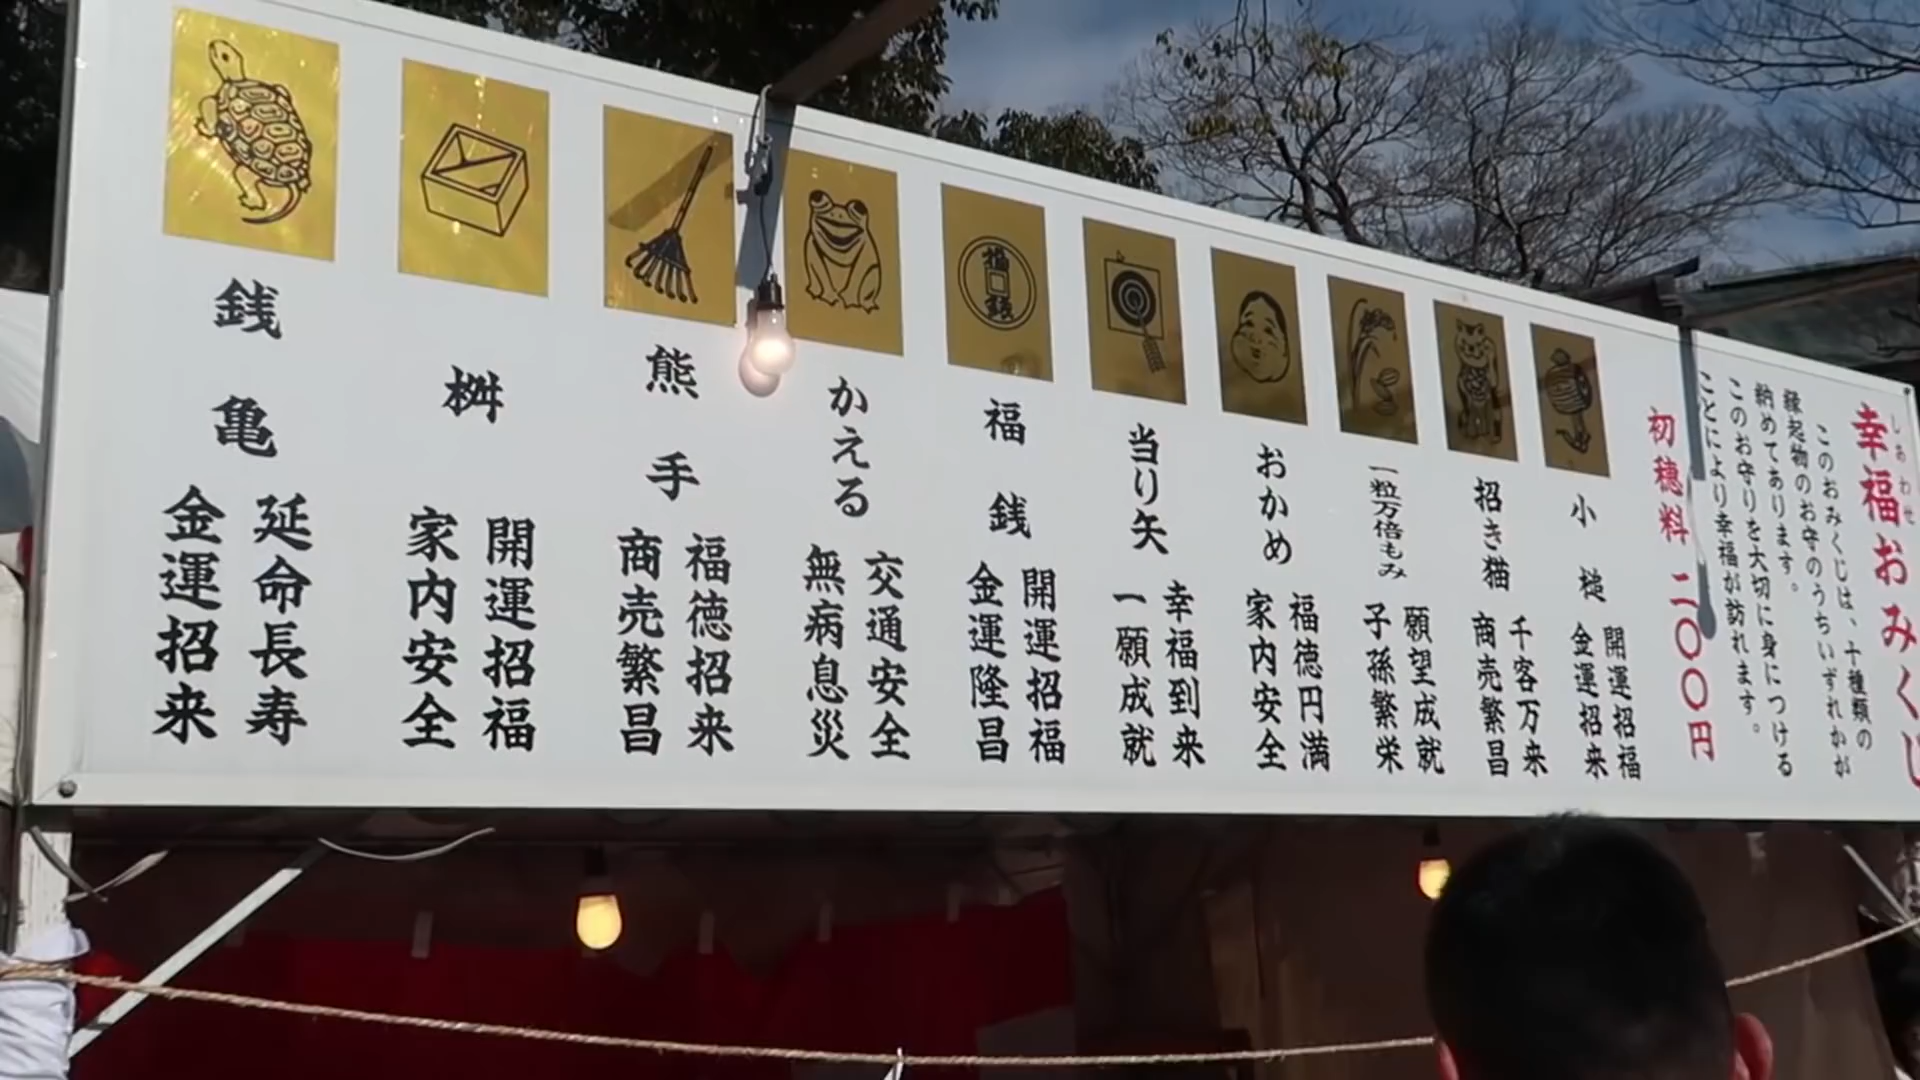 幸福おみくじ
しあわせ
このおみくじは、十種類の
縁起物のお守のうちいずれかが
納めてあります。
このお守りを大切に身につける
ことにより幸福が訪れます。
初穂料 二〇〇円
小槌
開運招福
金運招来
招き猫
千客万来
商売繁昌
一粒万倍もみ
願望成就
子孫繁栄
おかめ
福徳円満
家内安全
当り矢
幸福到来
一願成就
福銭
福銭
開運招福
金運隆昌
かえる
交通安全
無病息災
熊手
福徳招来
商売繁昌
桝
開運招福
家内安全
銭亀
延命長寿
金運招来